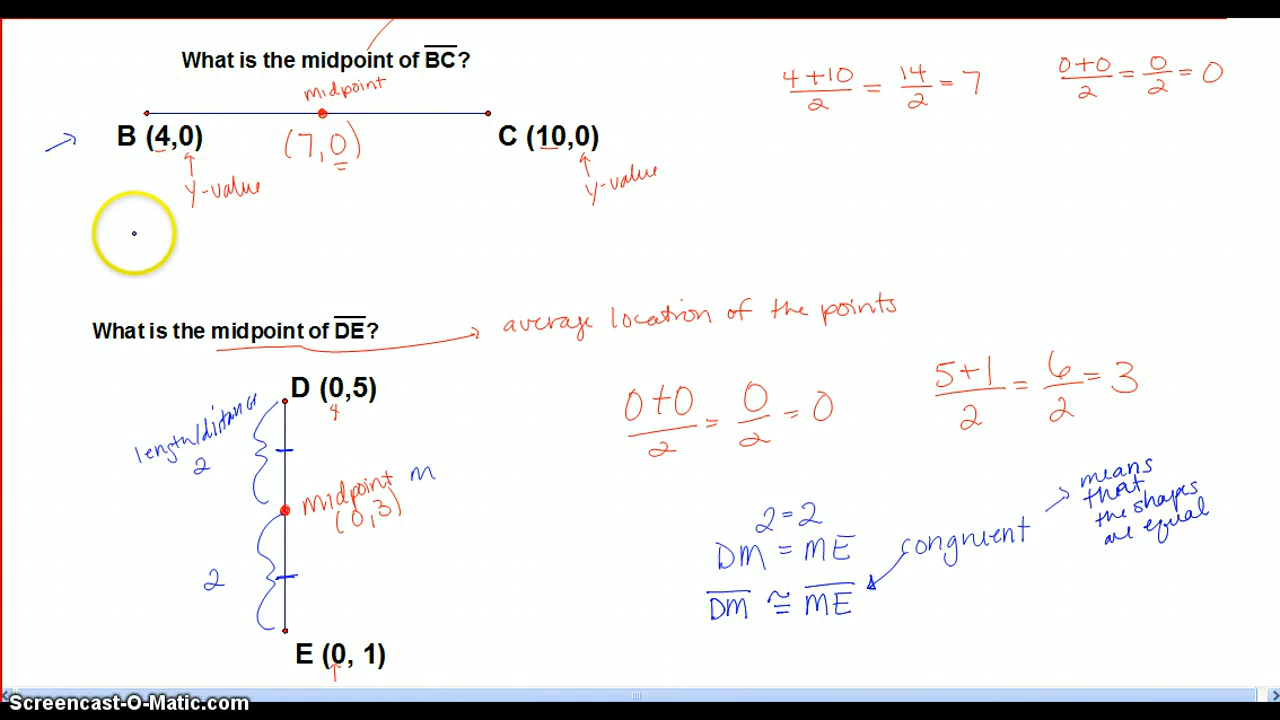 What is the midpoint of BC?
midpoint
4+10/2 = 14/2 = 7
0+0/2 = 0/2 = 0
B (4,0)
(7,0)
C (10,0)
y-value
y-value
What is the midpoint of DE?
average location of the points
D (0,5)
0+0/2 = 0/2 = 0
5+1/2 = 6/2 = 3
length/distance
2
midpoint m
(0,3)
means
that
the shapes
are equal
2=2
DM = ME
congruent
DM ≅ ME
2
E (0, 1)
Screencast-O-Matic.com